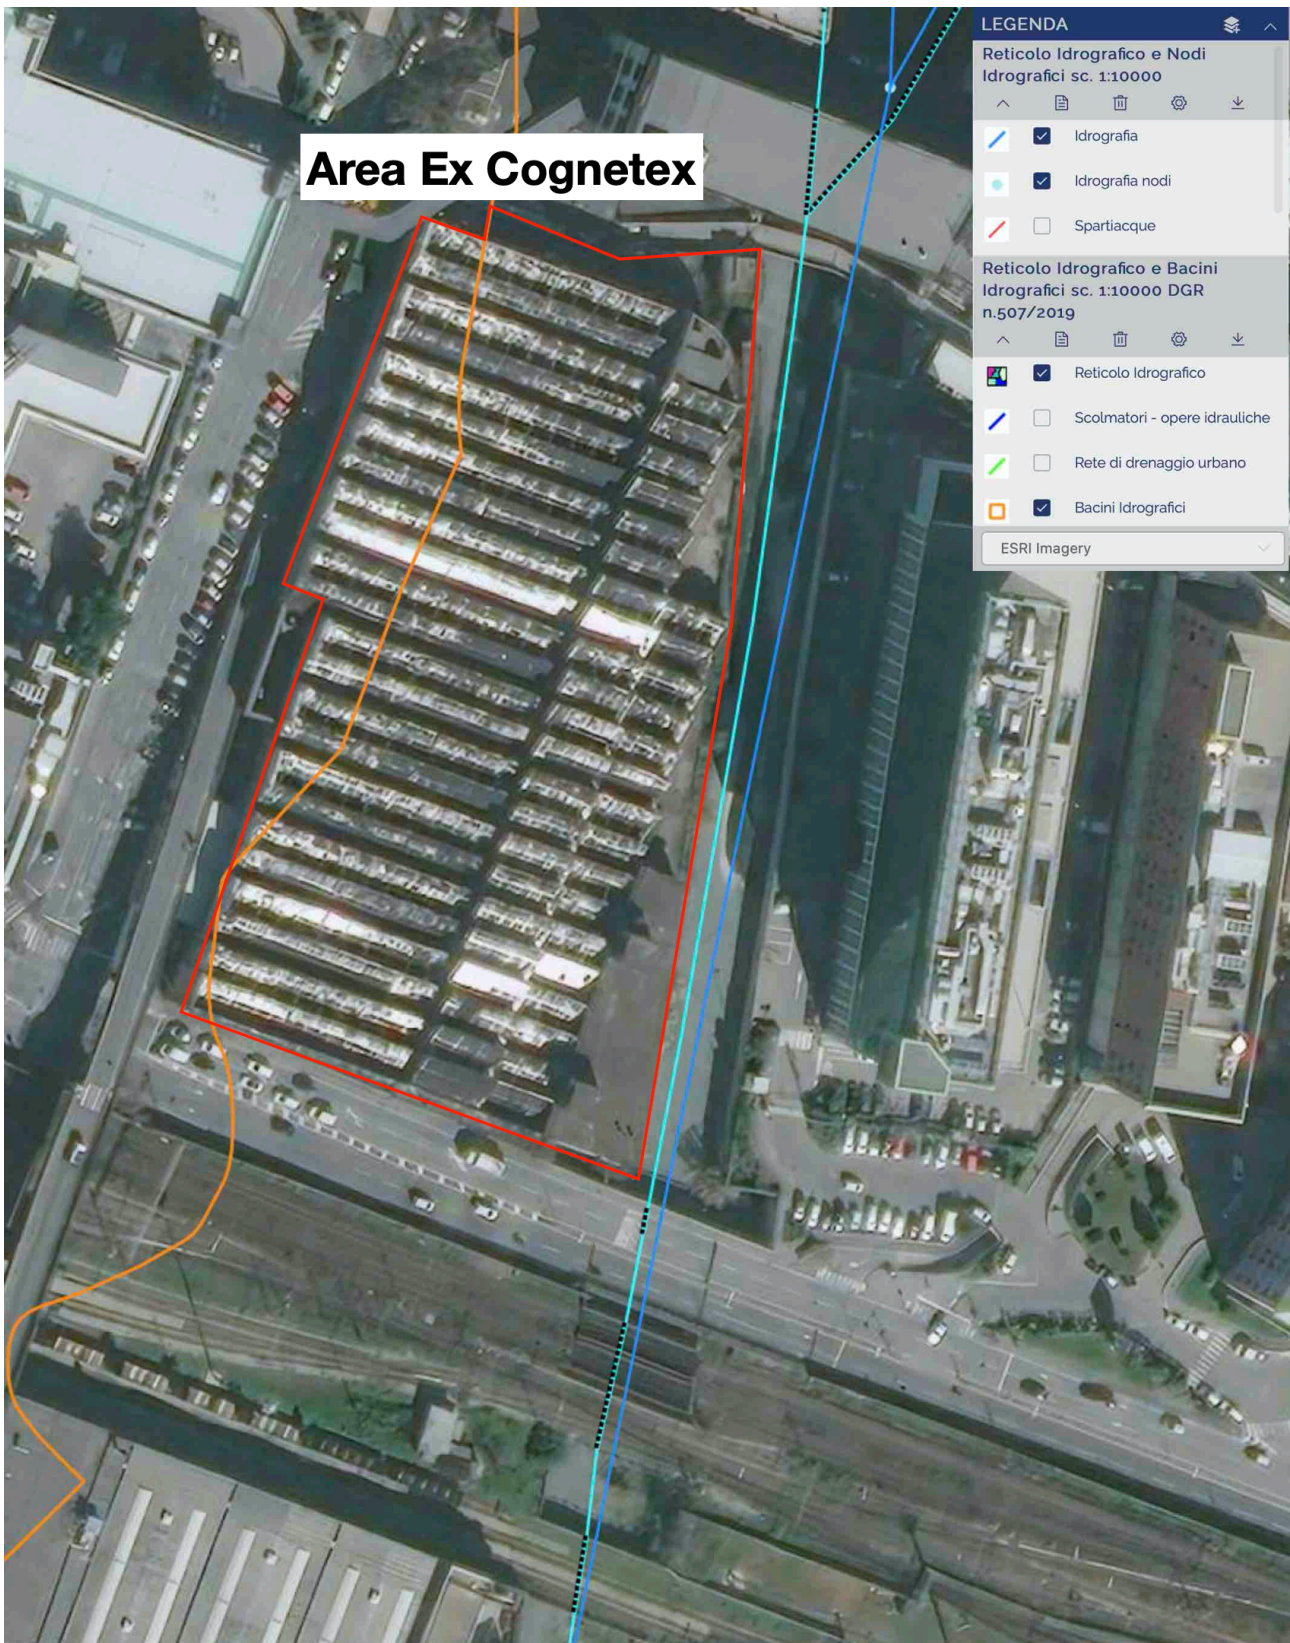 LEGENDA
Reticolo Idrografico e Nodi
Idrografici sc. 1:10000
Idrografia
Idrografia nodi
Spartiacque
Reticolo Idrografico e Bacini
Idrografici sc. 1:10000 DGR
n.507/2019
Reticolo Idrografico
Scolmatori - opere idrauliche
Rete di drenaggio urbano
Bacini Idrografici
ESRI Imagery
Area Ex Cognetex